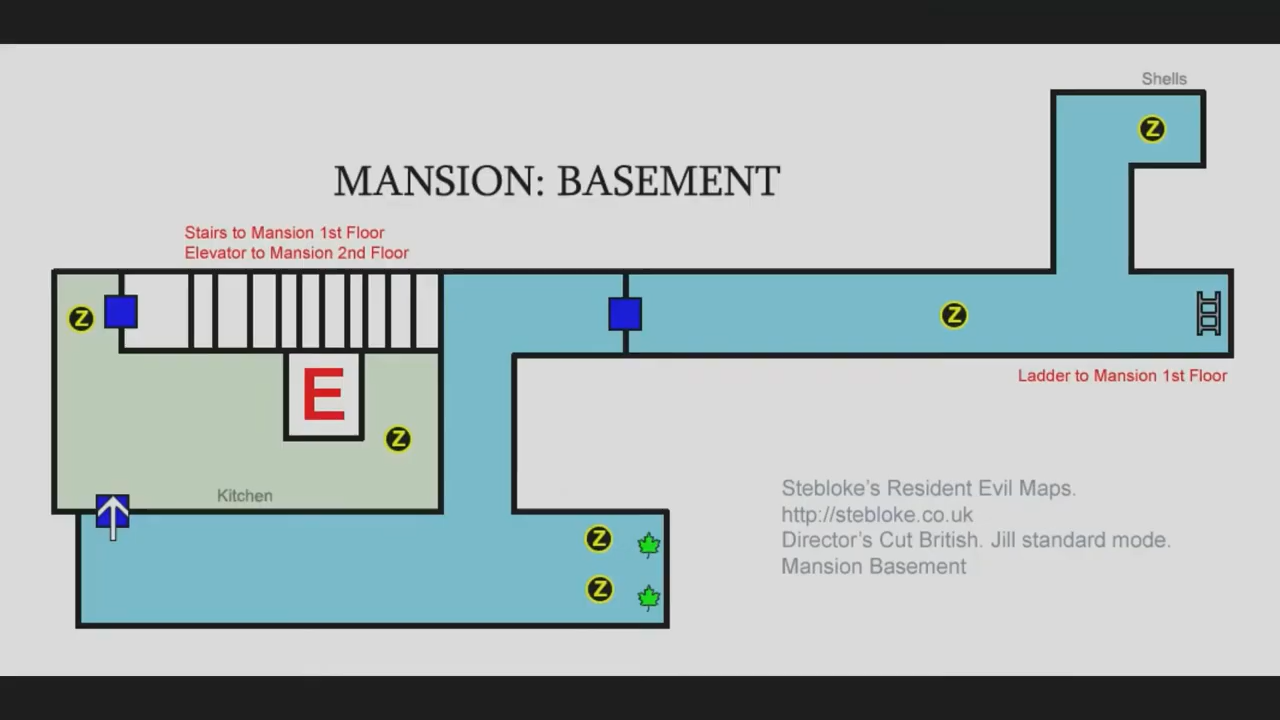 Shells
Z
MANSION: BASEMENT
Stairs to Mansion 1st Floor
Elevator to Mansion 2nd Floor
Z
Z
E
Ladder to Mansion 1st Floor
Z
Kitchen
Stebloke's Resident Evil Maps.
http://stebloke.co.uk
Director's Cut British. Jill standard mode.
Mansion Basement
Z
Z